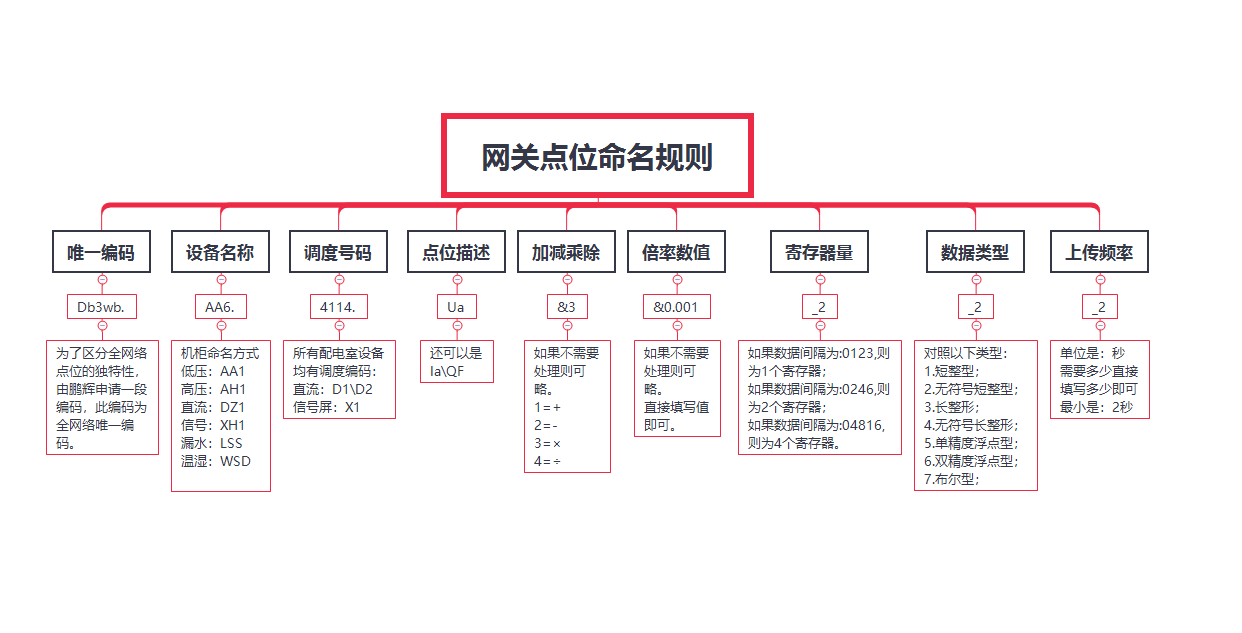 网关点位命名规则
唯一编码
设备名称
调度号码
点位描述
加减乘除
倍率数值
寄存器量
数据类型
上传频率
Db3wb.
AA6.
4114.
Ua
&3
&0.001
_2
_2
_2
为了区分全网络
点位的独特性，
由鹏辉申请一段
编码，此编码为
全网络唯一编
码。
机柜命名方式
低压：AA1
高压：AH1
直流：DZ1
信号：XH1
漏水：LSS
温湿：WSD
所有配电室设备
均有调度编码：
直流：D1\D2
信号屏：X1
还可以是
Ia\QF
如果不需要
处理则可
略。
1=+
2=-
3=×
4=÷
如果不需要
处理则可
略。
直接填写值
即可。
如果数据间隔为:0123,则
为1个寄存器；
如果数据间隔为:0246,则
为2个寄存器；
如果数据间隔为:04816,
则为4个寄存器。
对照以下类型：
1.短整型；
2.无符号短整型；
3.长整形；
4.无符号长整形；
5.单精度浮点型；
6.双精度浮点型；
7.布尔型；
单位是：秒
需要多少直接
填写多少即可
最小是：2秒